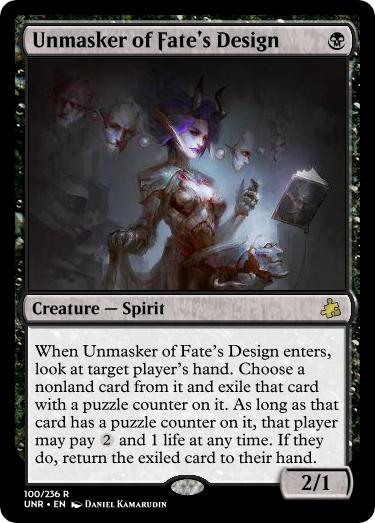 Unmasker of Fate's Design
Creature — Spirit
When Unmasker of Fate's Design enters,
look at target player's hand. Choose a
nonland card from it and exile that card
with a puzzle counter on it. As long as that
card has a puzzle counter on it, that player
may pay 2 and 1 life at any time. If they
do, return the exiled card to their hand.
2/1
100/236 R
UNR • EN DANIEL KAMARUDIN